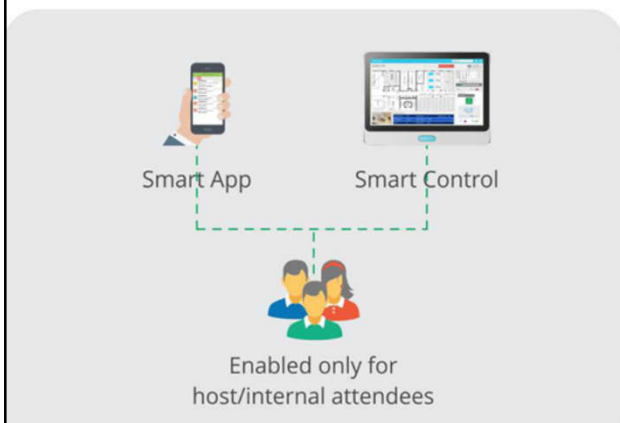 Smart App
Smart Control
Enabled only for
host/internal attendees